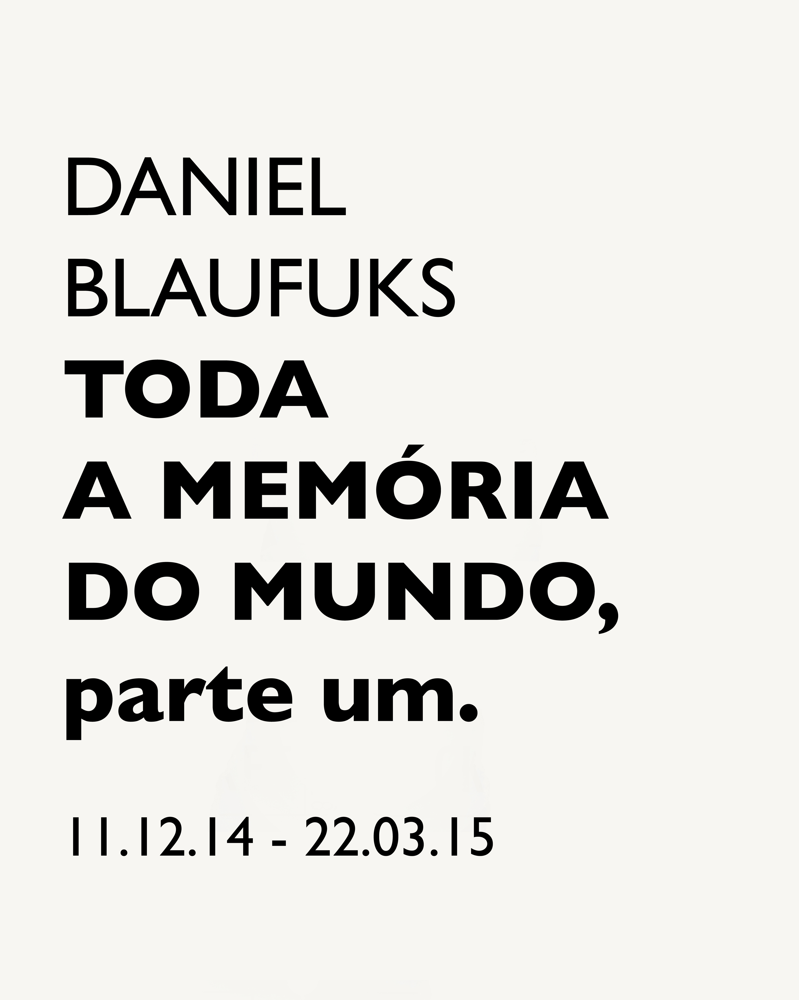 DANIEL
BLAUFUKS
TODA
A MEMÓRIA
DO MUNDO,
parte um.
11.12.14 - 22.03.15